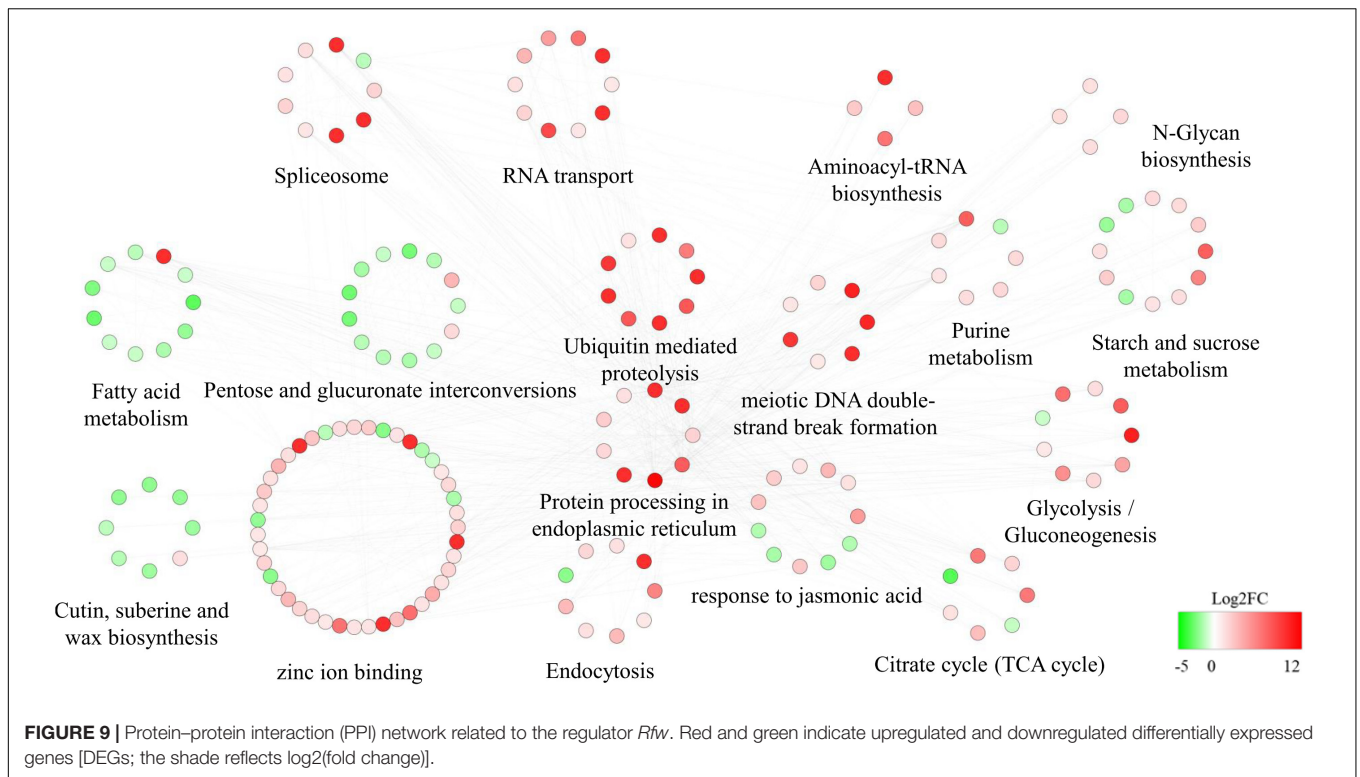 Spliceosome
RNA transport
Aminoacyl-tRNA
biosynthesis
N-Glycan
biosynthesis
Fatty acid
metabolism
Pentose and glucuronate interconversions
Ubiquitin mediated
proteolysis
meiotic DNA double-
strand break formation
Purine
metabolism
Starch and sucrose
metabolism
Cutin, suberine and
wax biosynthesis
zinc ion binding
Protein processing in
endoplasmic reticulum
Endocytosis
response to jasmonic acid
Glycolysis /
Gluconeogenesis
Citrate cycle (TCA cycle)
Log2FC
-5 0 12
FIGURE 9 | Protein–protein interaction (PPI) network related to the regulator Rfw. Red and green indicate upregulated and downregulated differentially expressed
genes [DEGs; the shade reflects log2(fold change)].